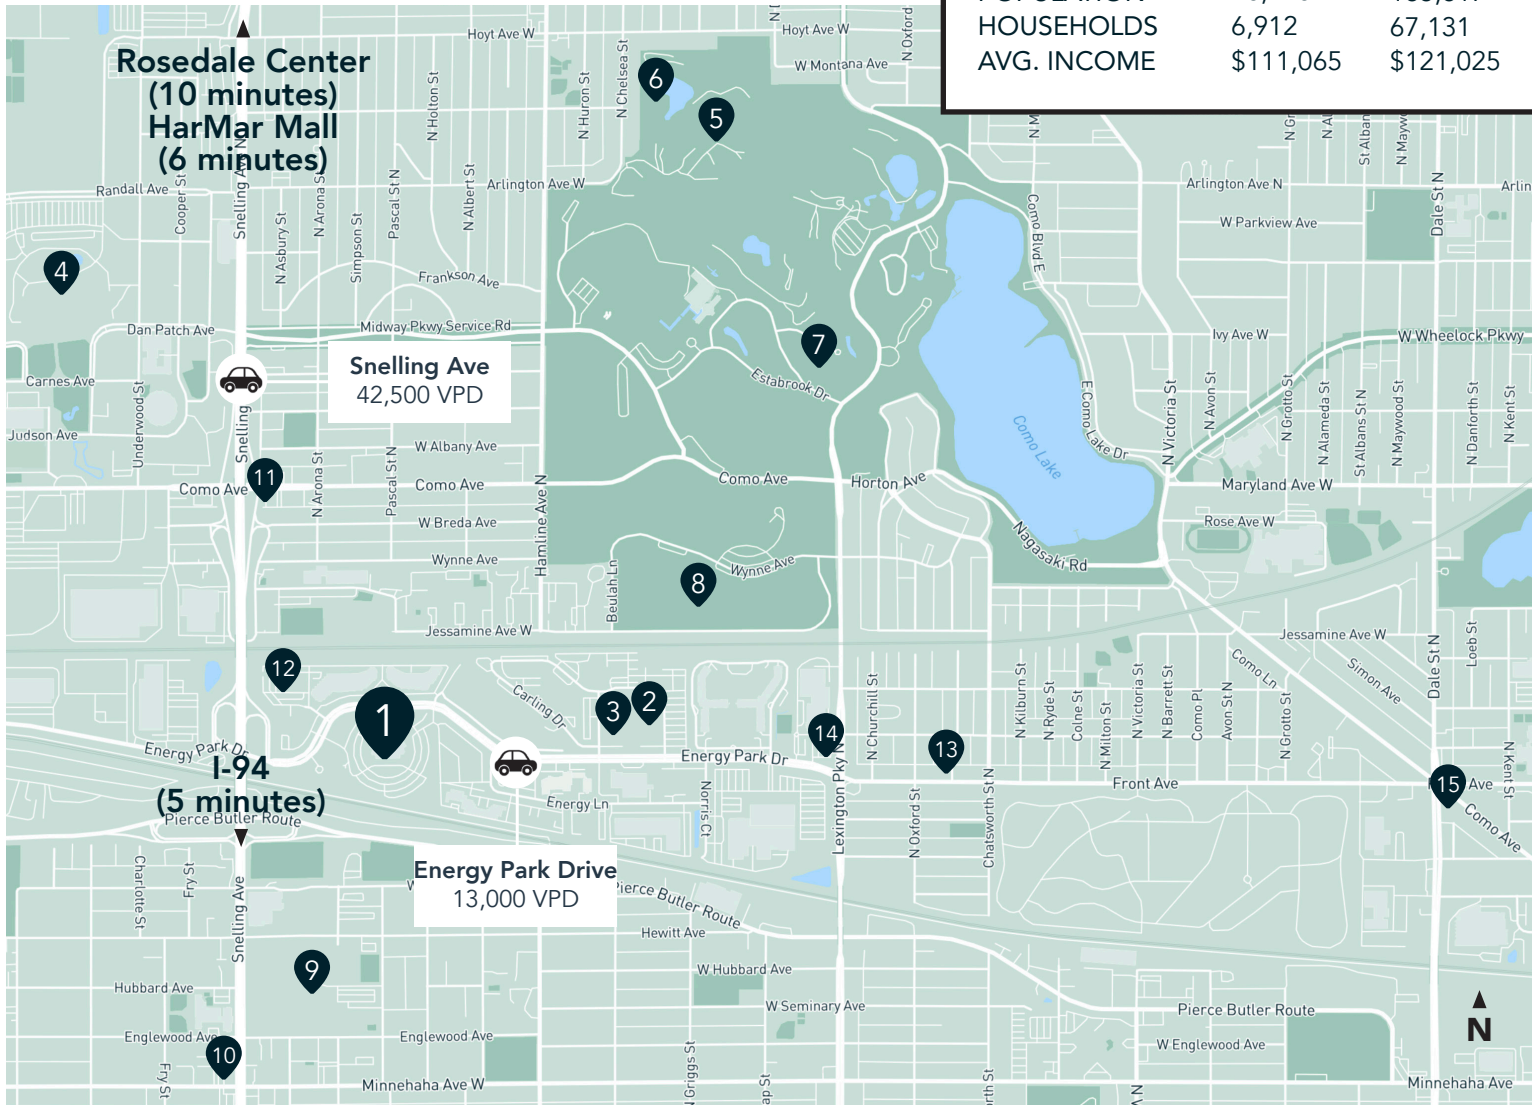 HOUSEHOLDS 6,912 67,131
AVG. INCOME $111,065 $121,025
Rosedale Center
(10 minutes)
HarMar Mall
(6 minutes)
Hoyt Ave W
Hoyt Ave W
W Montana Ave
N Oxford
N Chelsea St
N Huron St
N Holton St
6
5
Randall Ave
Cooper St
Snelling Ave N
N Arona St
N Asbury St
Simpson St
Pascal St N
N Albert St
Arlington Ave W
Arlington Ave N
W Parkview Ave
Dale St N
4
Frankson Ave
Como Blvd E
Dan Patch Ave
Midway Pkwy Service Rd
7
Ivy Ave W
W Wheelock Pkwy
Snelling Ave
42,500 VPD
Carnes Ave
Estabrook Dr
Underwood St
Judson Ave
Snelling
W Albany Ave
E Como Lake Dr
N Victoria St
N Avon St
N Grotto St
N Alameda St
St Albans St N
N Maywood St
N Danforth St
N Kent St
Como Lake
11
Como Ave
Como Ave
Como Ave
Horton Ave
Maryland Ave W
N Arona St
Pascal St N
Hamline Ave N
W Breda Ave
Rose Ave W
Nagasaki Rd
Wynne Ave
Wynne Ave
8
Beulah Ln
Jessamine Ave W
Jessamine Ave W
Loeb St
Dale St N
12
Carling Dr
3
2
1
14
13
N Churchill St
N Kilburn St
N Ryde St
Colne St
N Milton St
N Victoria St
N Barrett St
Como Pl
Avon St N
N Grotto St
Como Ln
Simon Ave
Energy Park Dr
Energy Park Dr
I-94
(5 minutes)
Pierce Butler Route
Energy Ln
Norris Ct
Lexington Pky N
N Oxford St
Chatsworth St N
Front Ave
15
Ave
N Kent St
Como Ave
Energy Park Drive
13,000 VPD
Charlotte St
Fry St
Snelling Ave
Pierce Butler Route
Hewitt Ave
9
W Hubbard Ave
Hubbard Ave
W Seminary Ave
Pierce Butler Route
N
Englewood Ave
Englewood Ave
W Englewood Ave
10
Fry St
Minnehaha Ave W
N Griggs St
Minnehaha Ave